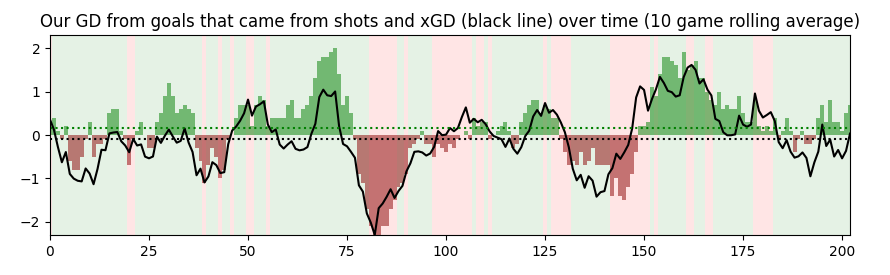 Our GD from goals that came from shots and xGD (black line) over time (10 game rolling average)
2
1
0
−1
−2
0 25 50 75 100 125 150 175 200